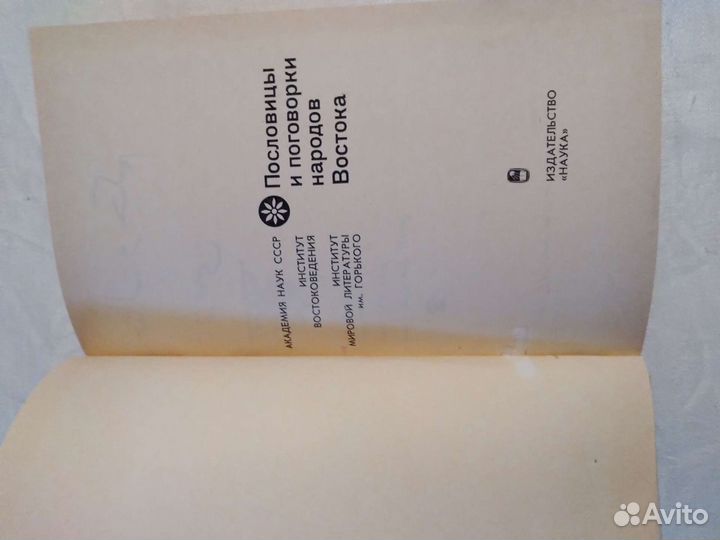 АКАДЕМИЯ НАУК СССР
ИНСТИТУТ
ВОСТОКОВЕДЕНИЯ
ИНСТИТУТ
МИРОВОЙ ЛИТЕРАТУРЫ
им. ГОРЬКОГО
Пословицы
и поговорки
народов
Востока
ИЗДАТЕЛЬСТВО
«НАУКА»
Avito